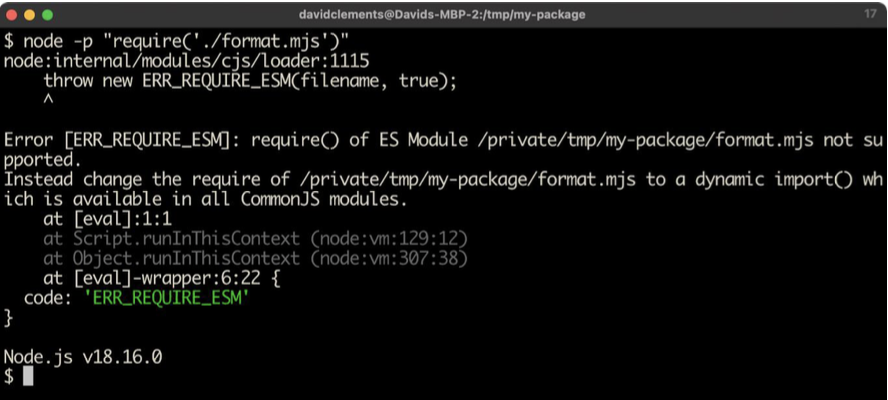 davidclements@Davids-MBP-2:/tmp/my-package
17
$ node -p "require('./format.mjs')"
node:internal/modules/cjs/loader:1115
    throw new ERR_REQUIRE_ESM(filename, true);
    ^

Error [ERR_REQUIRE_ESM]: require() of ES Module /private/tmp/my-package/format.mjs not su
pported.
Instead change the require of /private/tmp/my-package/format.mjs to a dynamic import() wh
ich is available in all CommonJS modules.
    at [eval]:1:1
    at Script.runInThisContext (node:vm:129:12)
    at Object.runInThisContext (node:vm:307:38)
    at [eval]-wrapper:6:22 {
  code: 'ERR_REQUIRE_ESM'
}

Node.js v18.16.0
$